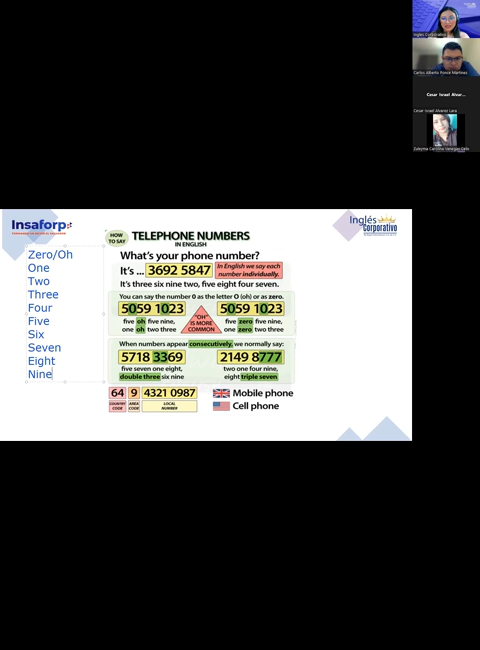 Inglés Corporativo
Carlos Alberto Ponce Martinez
Cesar Israel Alvar...
Cesar Israel Alvarez Lara
Insaforp
Inglés
Corporativo
HOW
TO SAY
TELEPHONE NUMBERS
IN ENGLISH
Zero/Oh
One
Two
Three
Four
Five
Six
Seven
Eight
Nine
What's your phone number?
It's ... 3692 5847
In English we say each
number individually.
It's three six nine two, five eight four seven.
You can say the number 0 as the letter O (oh) or as zero.
5059 1023
five oh five nine,
one oh two three
"OH"
IS MORE
COMMON
5059 1023
five zero five nine,
one zero two three
When numbers appear consecutively, we normally say:
5718 3369
five seven one eight,
double three six nine
2149 8777
two one four nine,
eight triple seven
64 9 4321 0987
COUNTRY
CODE
AREA
CODE
LOCAL
NUMBER
Mobile phone
Cell phone